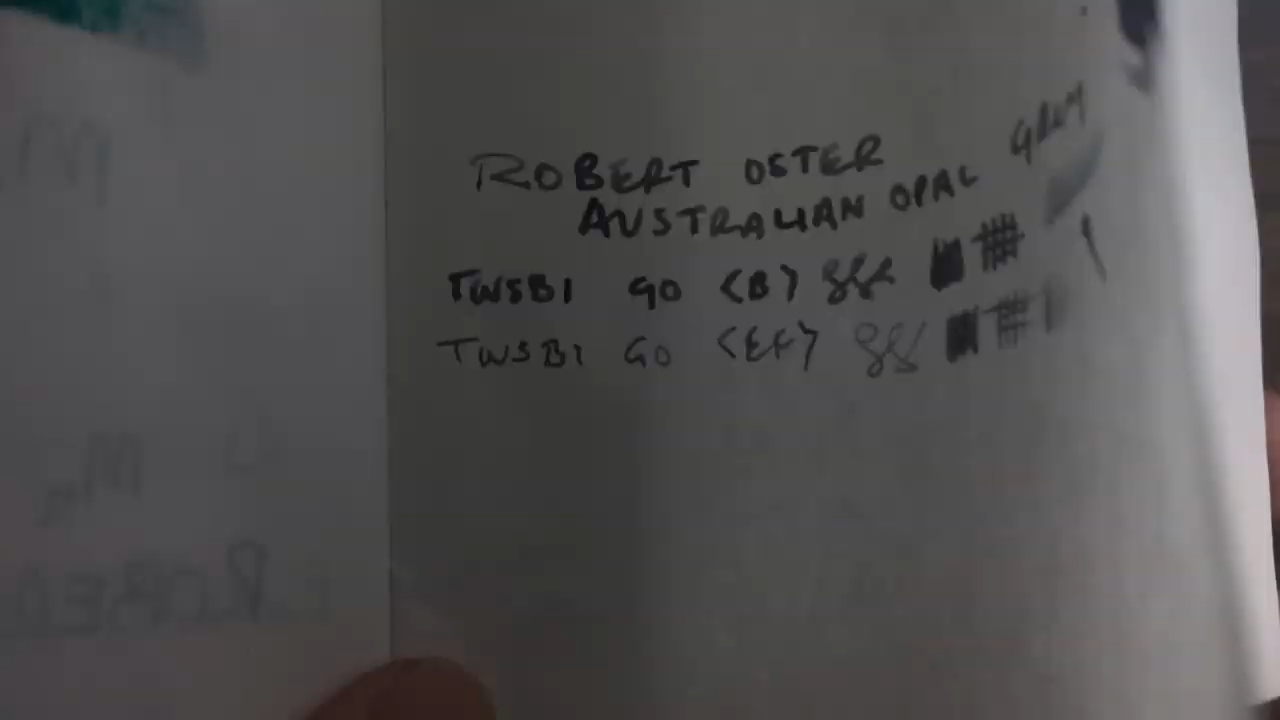 ROBERT OSTER
AUSTRALIAN OPAL GREY
TWSBI GO <B>
TWSBI GO <EF>